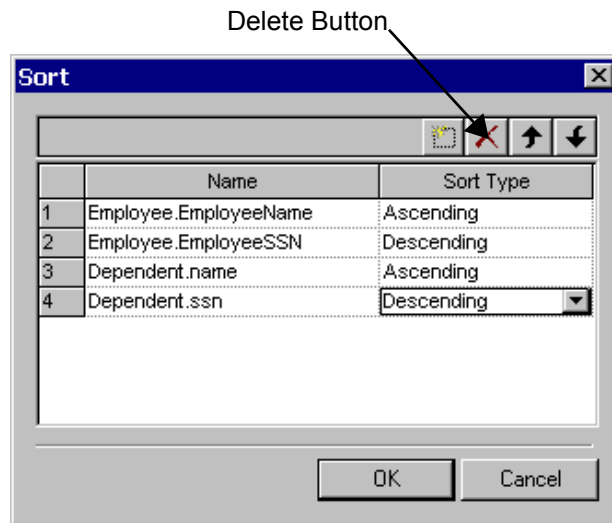 Delete Button
Sort
Name Sort Type
1 Employee.EmployeeName Ascending
2 Employee.EmployeeSSN Descending
3 Dependent.name Ascending
4 Dependent.ssn Descending
OK Cancel